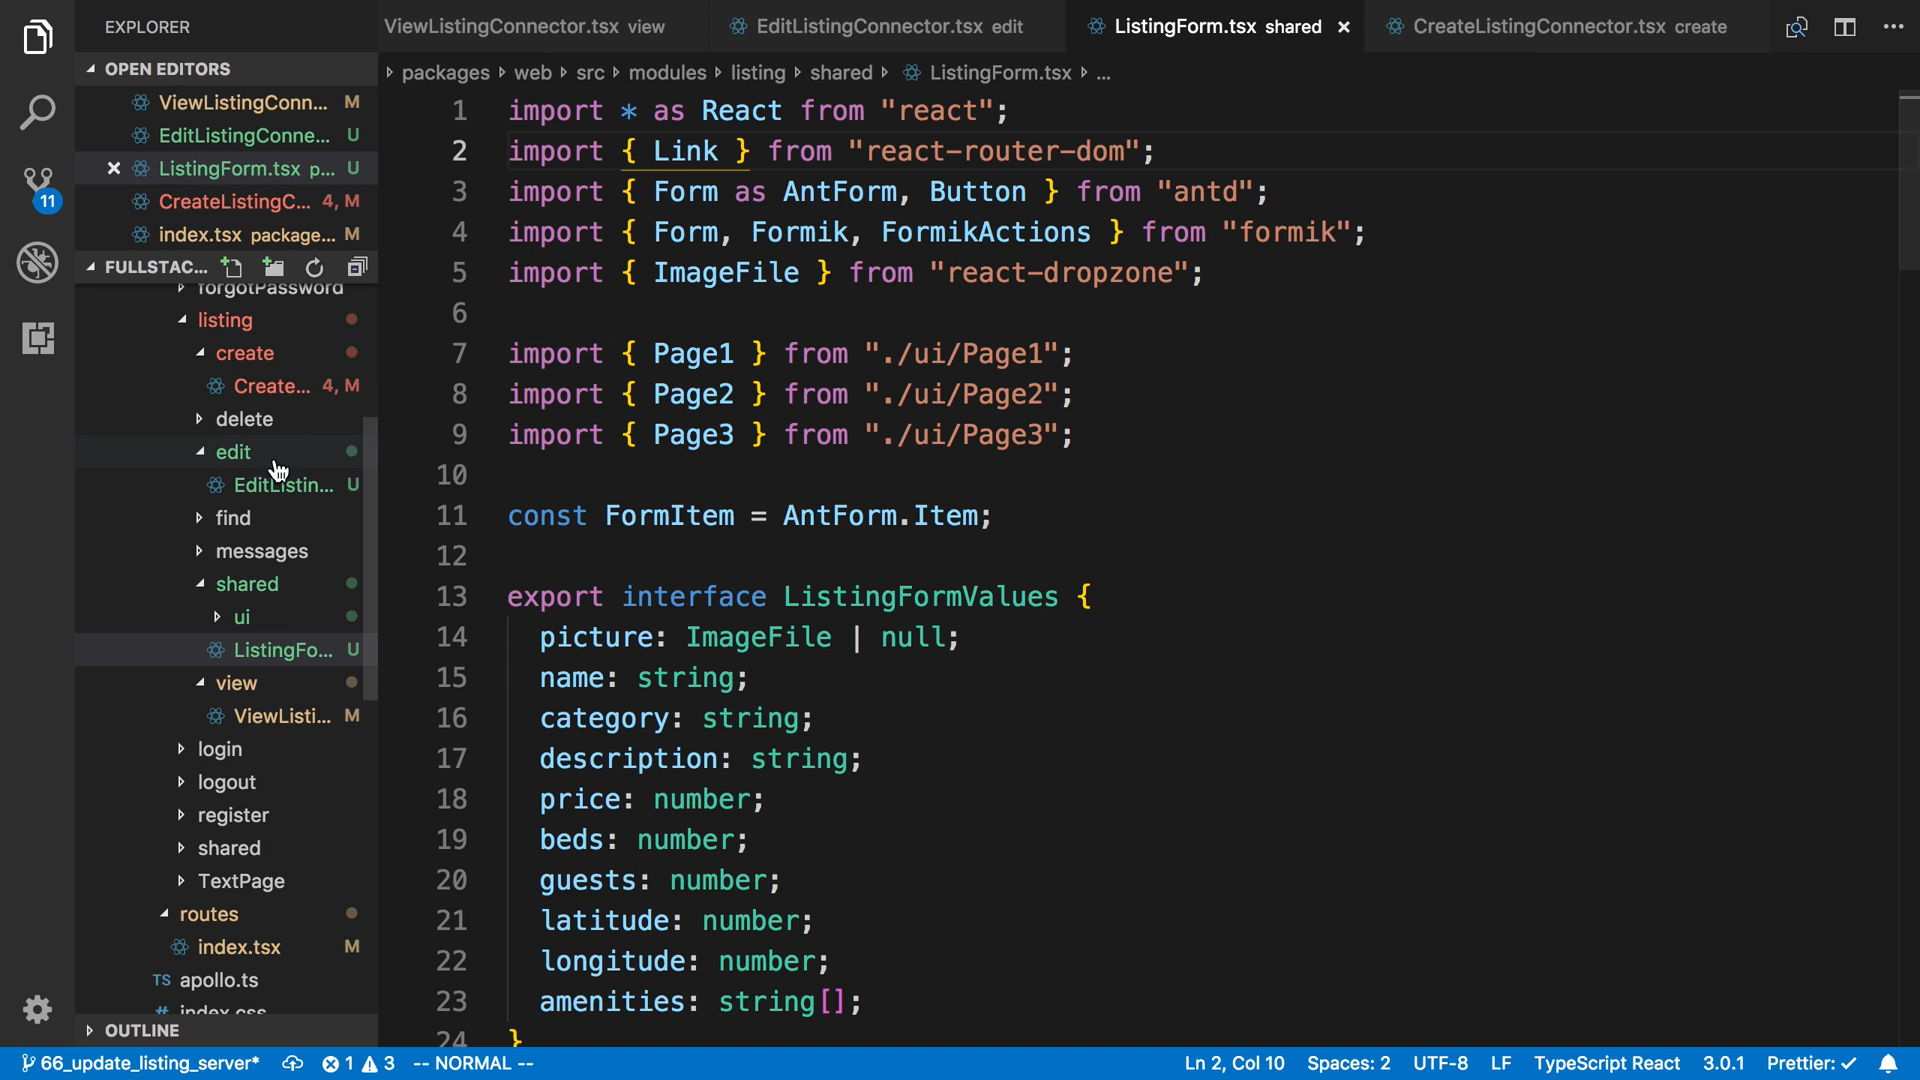 EXPLORER
ViewListingConnector.tsx view
EditListingConnector.tsx edit
ListingForm.tsx shared
CreateListingConnector.tsx create
OPEN EDITORS
packages web src modules listing shared ListingForm.tsx ...
ViewListingConn... M
EditListingConne... U
ListingForm.tsx p... U
CreateListingC... 4, M
index.tsx package... M
11
FULLSTAC...
forgotPassword
listing
create
Create... 4, M
delete
edit
EditListin... U
find
messages
shared
ui
ListingFo... U
view
ViewListi... M
login
logout
register
shared
TextPage
routes
index.tsx M
TS apollo.ts
# index.css
OUTLINE
1 import * as React from "react";
2 import { Link } from "react-router-dom";
3 import { Form as AntForm, Button } from "antd";
4 import { Form, Formik, FormikActions } from "formik";
5 import { ImageFile } from "react-dropzone";
6
7 import { Page1 } from "./ui/Page1";
8 import { Page2 } from "./ui/Page2";
9 import { Page3 } from "./ui/Page3";
10
11 const FormItem = AntForm.Item;
12
13 export interface ListingFormValues {
14 picture: ImageFile | null;
15 name: string;
16 category: string;
17 description: string;
18 price: number;
19 beds: number;
20 guests: number;
21 latitude: number;
22 longitude: number;
23 amenities: string[];
24 }
66_update_listing_server* 1 3 -- NORMAL -- Ln 2, Col 10 Spaces: 2 UTF-8 LF TypeScript React 3.0.1 Prettier: ✓